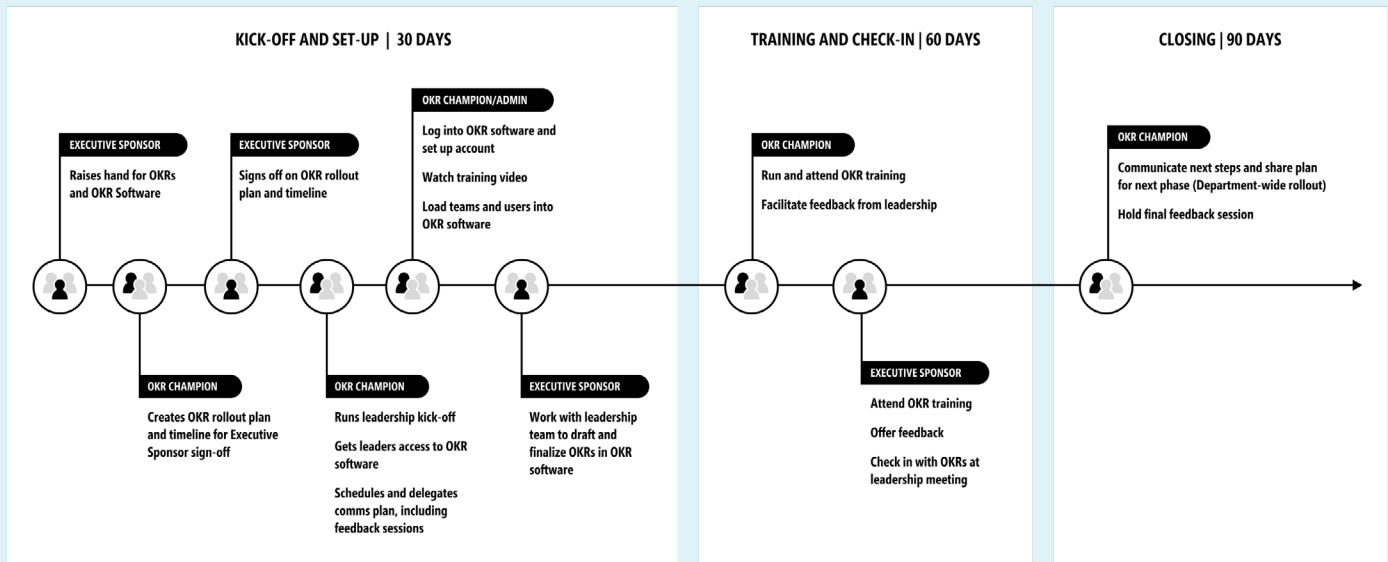 KICK-OFF AND SET-UP | 30 DAYS
EXECUTIVE SPONSOR
Raises hand for OKRs
and OKR Software
OKR CHAMPION
Creates OKR rollout plan
and timeline for Executive
Sponsor sign-off
EXECUTIVE SPONSOR
Signs off on OKR rollout
plan and timeline
OKR CHAMPION
Runs leadership kick-off
Gets leaders access to OKR
software
Schedules and delegates
comms plan, including
feedback sessions
OKR CHAMPION/ADMIN
Log into OKR software and
set up account
Watch training video
Load teams and users into
OKR software
EXECUTIVE SPONSOR
Work with leadership
team to draft and
finalize OKRs in OKR
software
TRAINING AND CHECK-IN | 60 DAYS
OKR CHAMPION
Run and attend OKR training
Facilitate feedback from leadership
EXECUTIVE SPONSOR
Attend OKR training
Offer feedback
Check in with OKRs at
leadership meeting
CLOSING | 90 DAYS
OKR CHAMPION
Communicate next steps and share plan
for next phase (Department-wide rollout)
Hold final feedback session